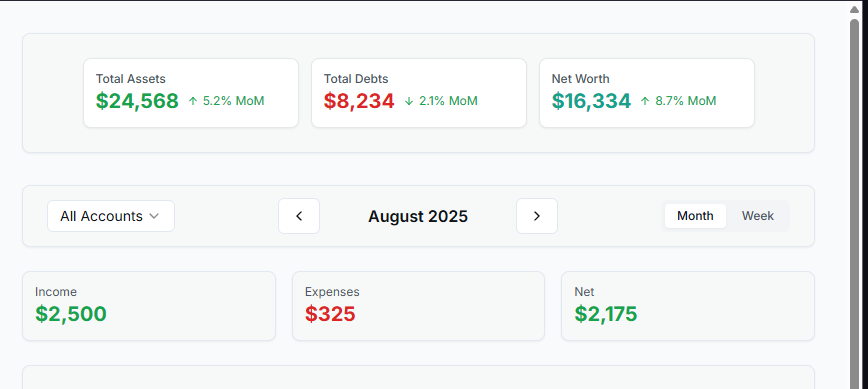 Total Assets
$24,568 ↑ 5.2% MoM
Total Debts
$8,234 ↓ 2.1% MoM
Net Worth
$16,334 ↑ 8.7% MoM
All Accounts
August 2025
Month
Week
Income
$2,500
Expenses
$325
Net
$2,175